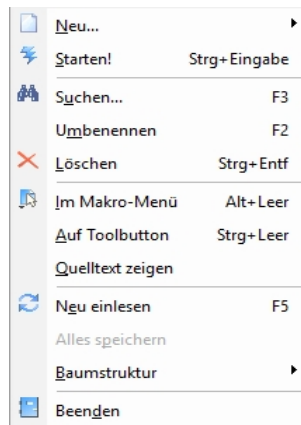 Neu...
Starten! Strg+Eingabe
Suchen... F3
Umbenennen F2
Löschen Strg+Entf
Im Makro-Menü Alt+Leer
Auf Toolbutton Strg+Leer
Quelltext zeigen
Neu einlesen F5
Alles speichern
Baumstruktur
Beenden